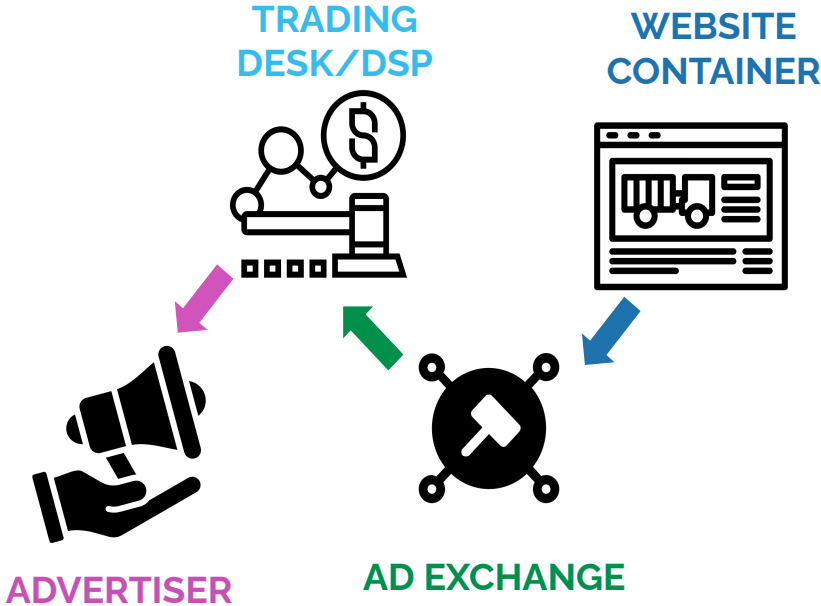 TRADING
DESK/DSP
WEBSITE
CONTAINER
$
ADVERTISER
AD EXCHANGE